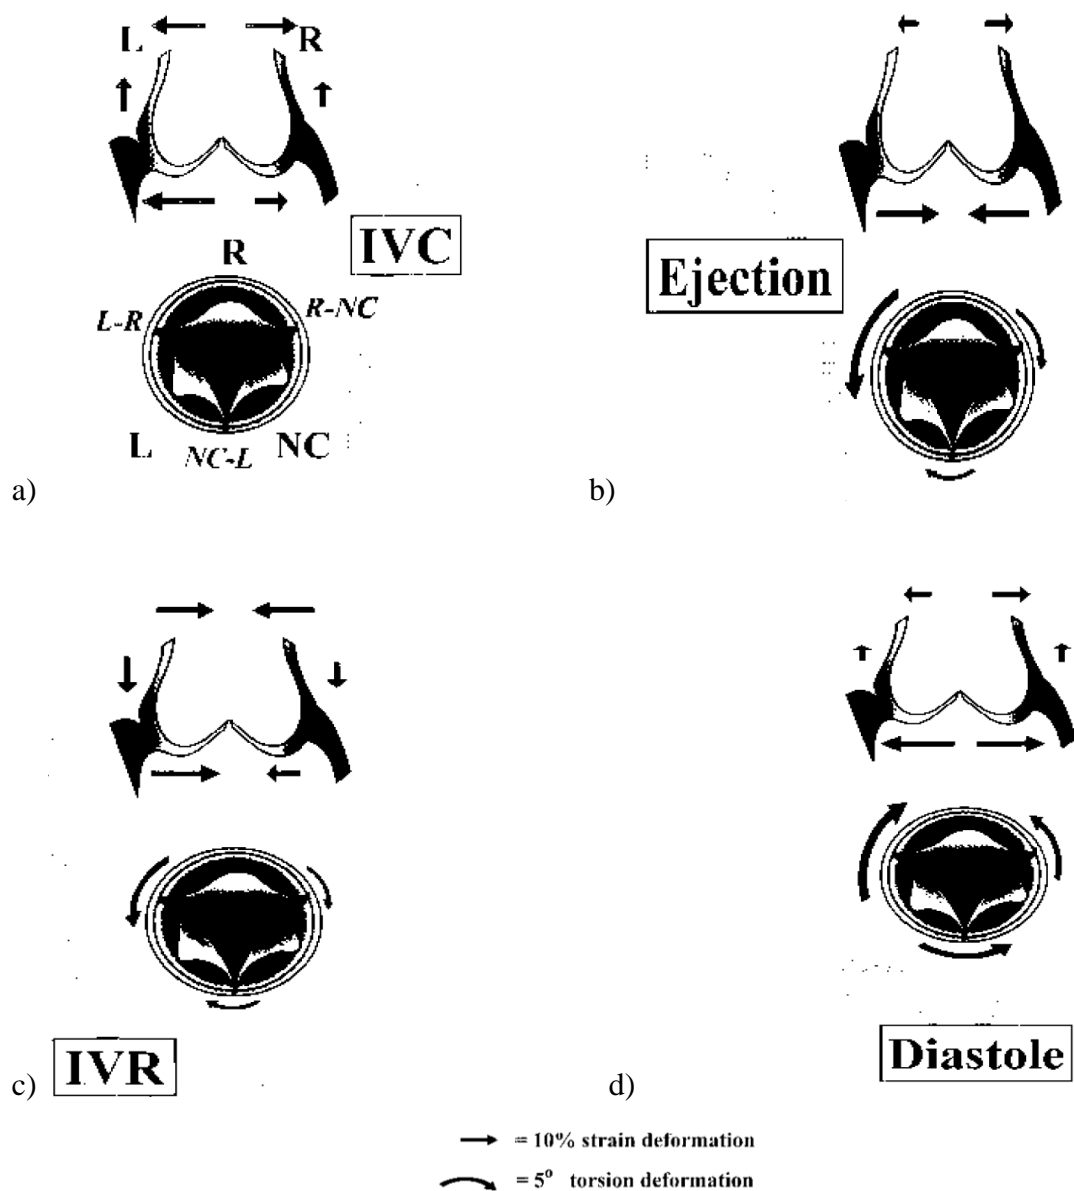 L R
IVC
R
L-R R-NC
L NC-L NC
a)
Ejection
b)
IVR
c)
Diastole
d)
= 10% strain deformation
= 5° torsion deformation